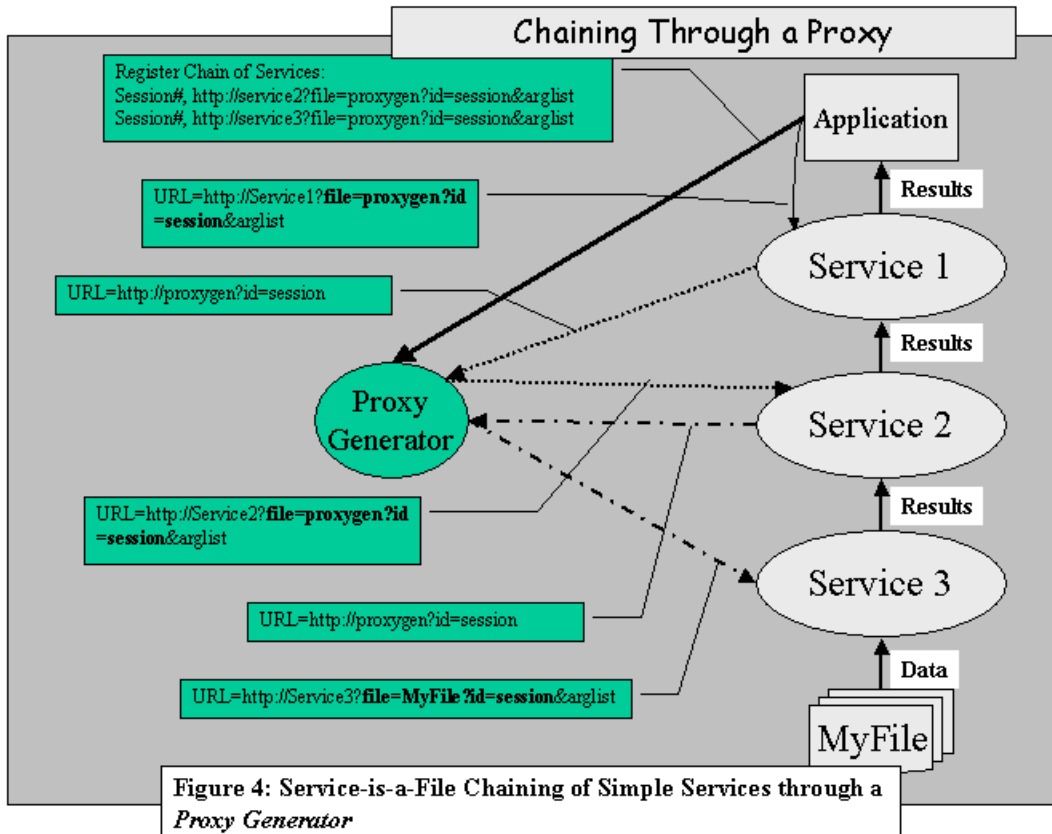 Chaining Through a Proxy
Register Chain of Services:
Session#, http://service2?file=proxygen?id=session&arglist
Session#, http://service3?file=proxygen?id=session&arglist
Application
URL=http://Service1?file=proxygen?id
=session&arglist
Results
Service 1
URL=http://proxygen?id=session
Results
Proxy
Generator
Service 2
URL=http://Service2?file=proxygen?id
=session&arglist
Results
Service 3
URL=http://proxygen?id=session
Data
URL=http://Service3?file=MyFile?id=session&arglist
MyFile
Figure 4: Service-is-a-File Chaining of Simple Services through a
Proxy Generator